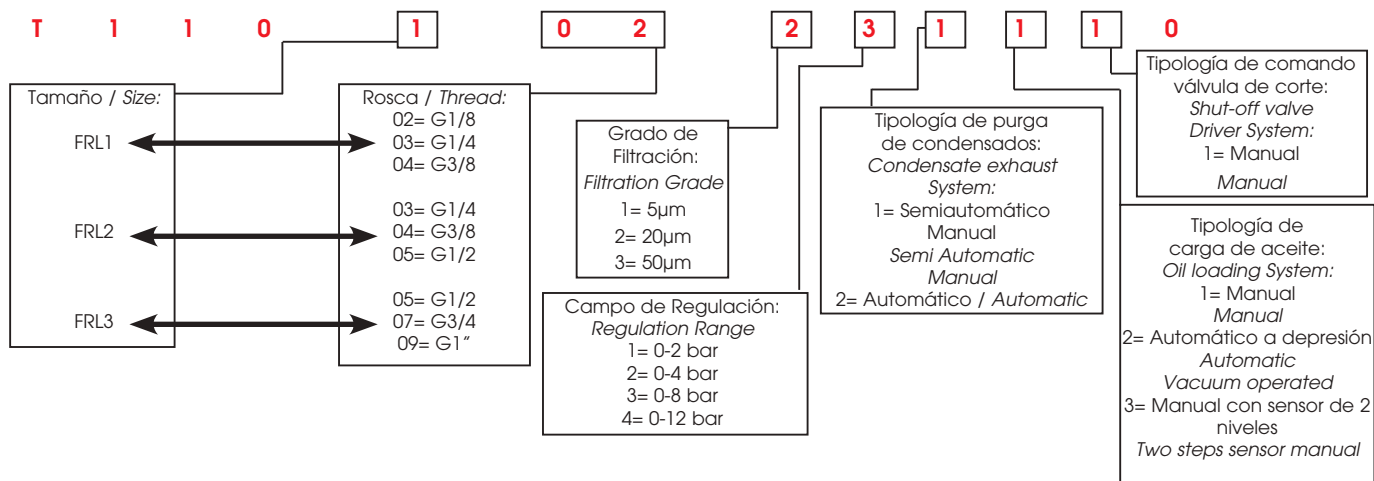 T 1 1 0 1 0 2 2 3 1 1 1 0
Tamaño / Size:
FRL1
FRL2
FRL3
Rosca / Thread:
02= G1/8
03= G1/4
04= G3/8
03= G1/4
04= G3/8
05= G1/2
05= G1/2
07= G3/4
09= G1"
Grado de
Filtración:
Filtration Grade
1= 5µm
2= 20µm
3= 50µm
Campo de Regulación:
Regulation Range
1= 0-2 bar
2= 0-4 bar
3= 0-8 bar
4= 0-12 bar
Tipología de purga
de condensados:
Condensate exhaust
System:
1= Semiautomático
Manual
Semi Automatic
Manual
2= Automático / Automatic
Tipología de comando
válvula de corte:
Shut-off valve
Driver System:
1= Manual
Manual
Tipología de
carga de aceite:
Oil loading System:
1= Manual
Manual
2= Automático a depresión
Automatic
Vacuum operated
3= Manual con sensor de 2
niveles
Two steps sensor manual